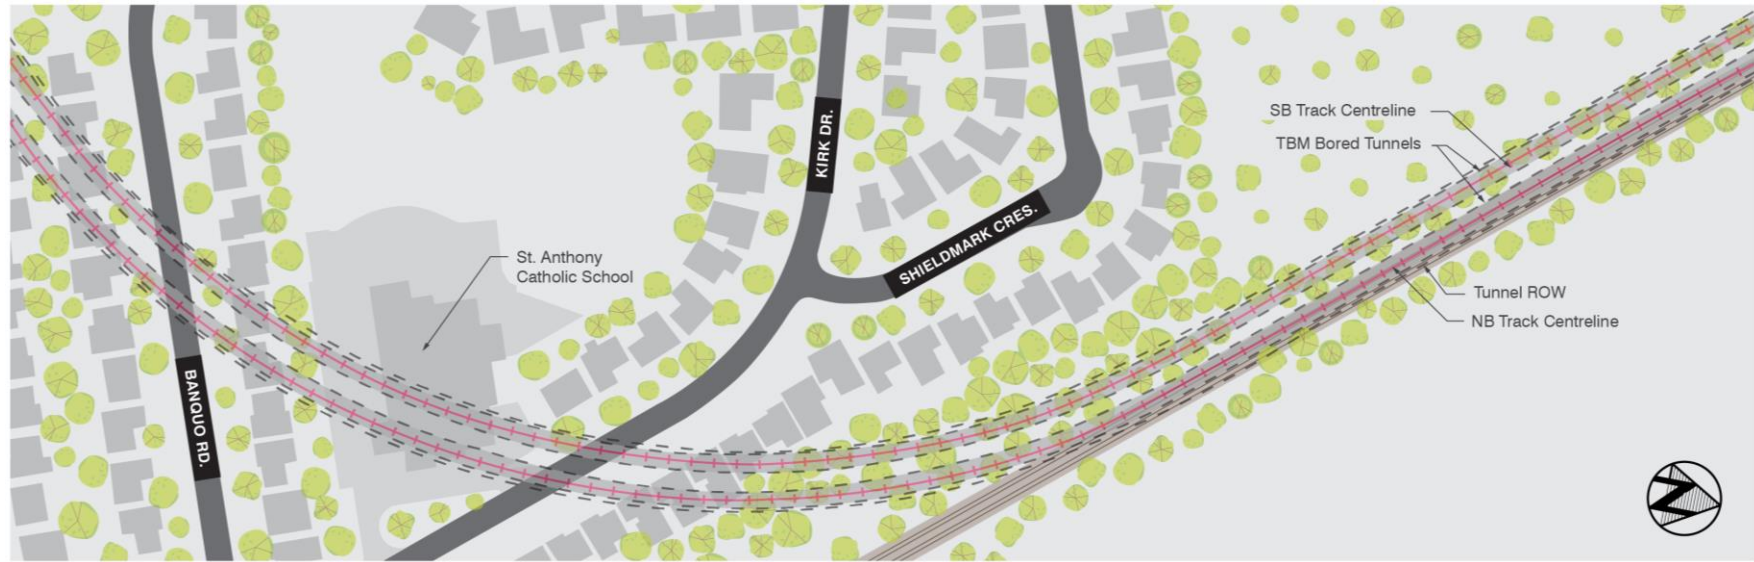 KIRK DR.
SHIELDMARK CRES.
BANQUO RD.
St. Anthony
Catholic School
SB Track Centreline
TBM Bored Tunnels
Tunnel ROW
NB Track Centreline
N